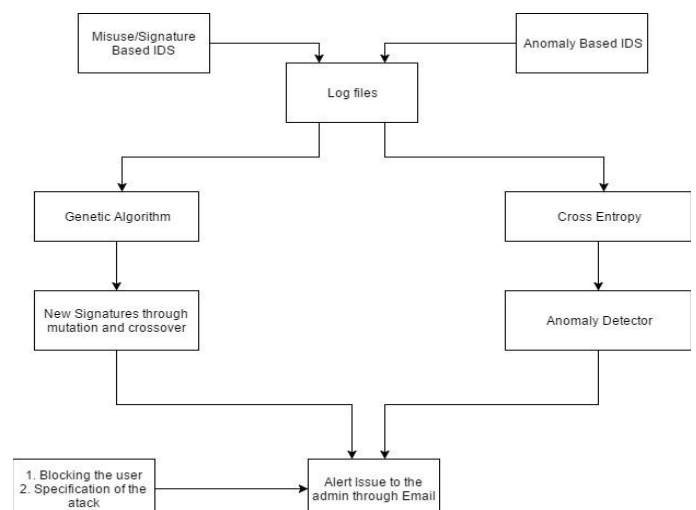 Misuse/Signature
Based IDS
Anomaly Based IDS
Log files
Genetic Algorithm
Cross Entropy
New Signatures through
mutation and crossover
Anomaly Detector
1. Blocking the user
2. Specification of the
atack
Alert Issue to the
admin through Email